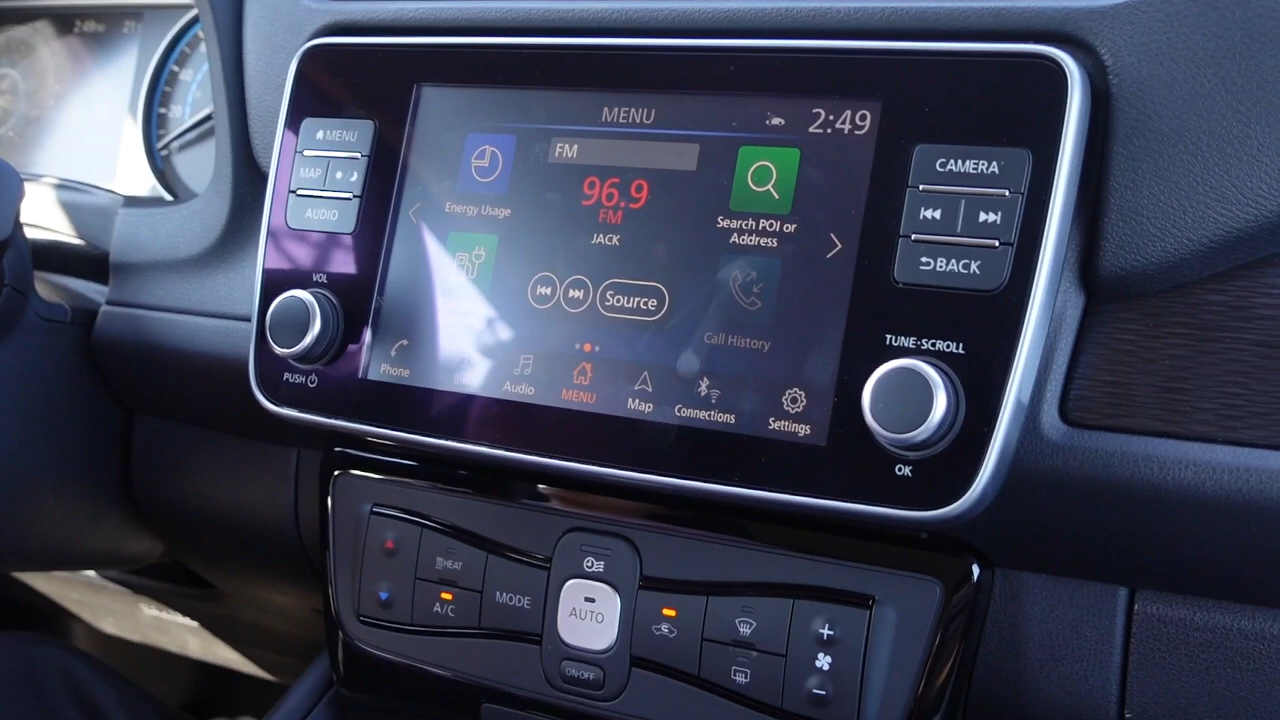 2:49
MENU
MAP
AUDIO
VOL
PUSH
MENU
2:49
Energy Usage
FM
96.9
FM
JACK
Source
Search POI or
Address
Call History
Phone
Audio
MENU
Map
Connections
Settings
CAMERA
BACK
TUNE·SCROLL
OK
HEAT
A/C
MODE
AUTO
ON·OFF